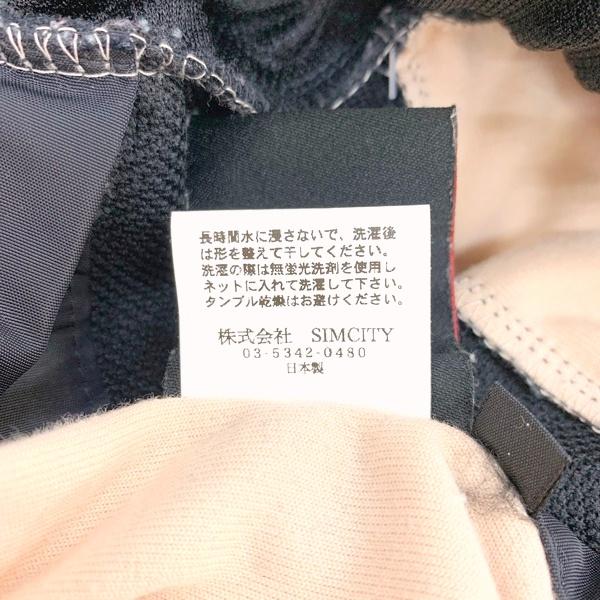 長時間水に浸さないで、洗濯後
は形を整えて干してください。
洗濯の際は無蛍光洗剤を使用し
ネットに入れて洗濯して下さい。
タンブル乾燥はお避けください。
株式会社 SIMCITY
03-5342-0480
日本製